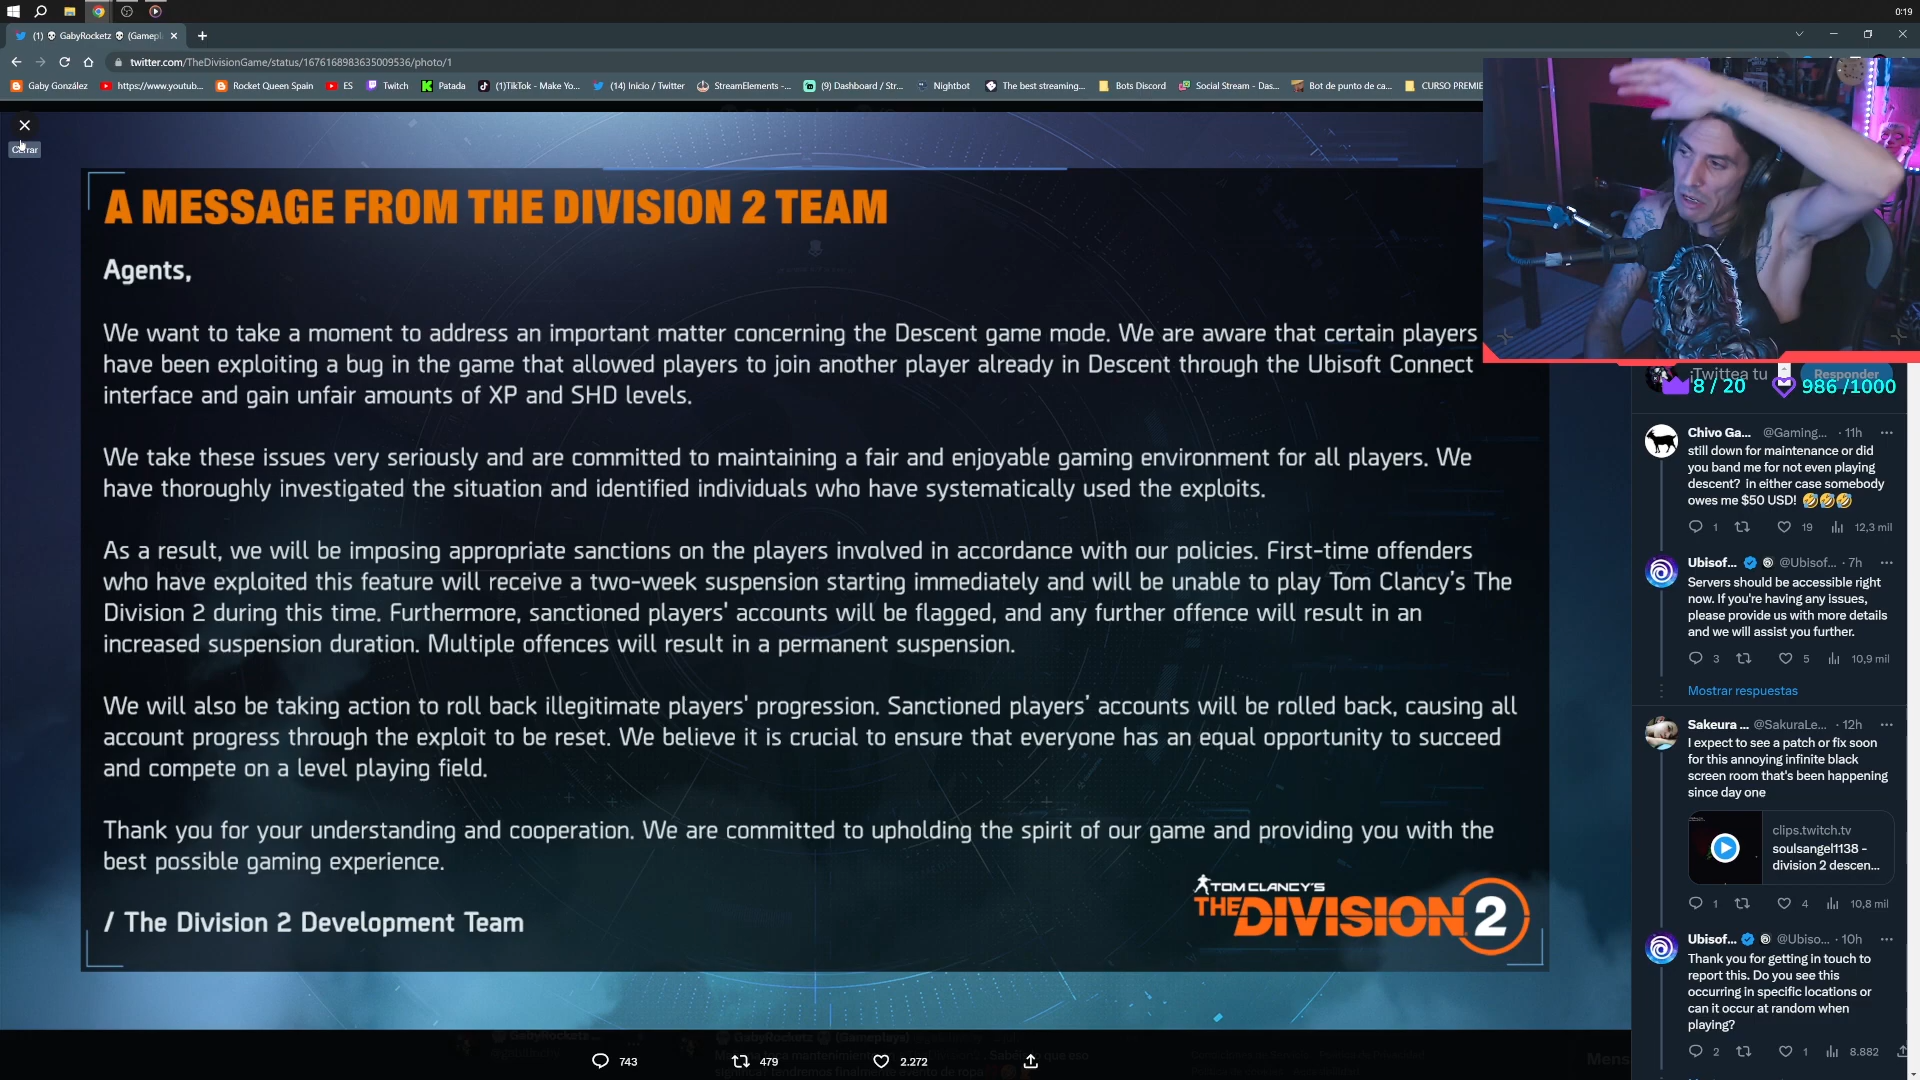 0:19
(1) GabyRocketz (Gamepl
twitter.com/TheDivisionGame/status/1676168983635009536/photo/1
Gaby González
https://www.youtub...
Rocket Queen Spain
ES
Twitch
Patada
(1)TikTok - Make Yo...
(14) Inicio / Twitter
StreamElements -...
(9) Dashboard / Str...
Nightbot
The best streaming...
Bots Discord
Social Stream - Das...
Bot de punto de ca...
CURSO PREMIE
Cerrar
A MESSAGE FROM THE DIVISION 2 TEAM
Agents,
We want to take a moment to address an important matter concerning the Descent game mode. We are aware that certain players
have been exploiting a bug in the game that allowed players to join another player already in Descent through the Ubisoft Connect
interface and gain unfair amounts of XP and SHD levels.
We take these issues very seriously and are committed to maintaining a fair and enjoyable gaming environment for all players. We
have thoroughly investigated the situation and identified individuals who have systematically used the exploits.
As a result, we will be imposing appropriate sanctions on the players involved in accordance with our policies. First-time offenders
who have exploited this feature will receive a two-week suspension starting immediately and will be unable to play Tom Clancy's The
Division 2 during this time. Furthermore, sanctioned players' accounts will be flagged, and any further offence will result in an
increased suspension duration. Multiple offences will result in a permanent suspension.
We will also be taking action to roll back illegitimate players' progression. Sanctioned players' accounts will be rolled back, causing all
account progress through the exploit to be reset. We believe it is crucial to ensure that everyone has an equal opportunity to succeed
and compete on a level playing field.
Thank you for your understanding and cooperation. We are committed to upholding the spirit of our game and providing you with the
best possible gaming experience.
/ The Division 2 Development Team
TOM CLANCY'S
THE DIVISION 2
743
479
2.272
¡Twittea tu
Responder
8 / 20
986 /1000
Chivo Ga... @Gaming... · 11h
still down for maintenance or did
you band me for not even playing
descent? in either case somebody
owes me $50 USD! 🤣🤣🤣
1 19 12,3 mil
Ubisof... @Ubisof... · 7h
Servers should be accessible right
now. If you're having any issues,
please provide us with more details
and we will assist you further.
3 5 10,9 mil
Mostrar respuestas
Sakeura ... @SakuraLe... · 12h
I expect to see a patch or fix soon
for this annoying infinite black
screen room that's been happening
since day one
clips.twitch.tv
soulsangel1138 -
division 2 descen...
1 4 10,8 mil
Ubisof... @Ubiso... · 10h
Thank you for getting in touch to
report this. Do you see this
occurring in specific locations or
can it occur at random when
playing?
2 1 8.882